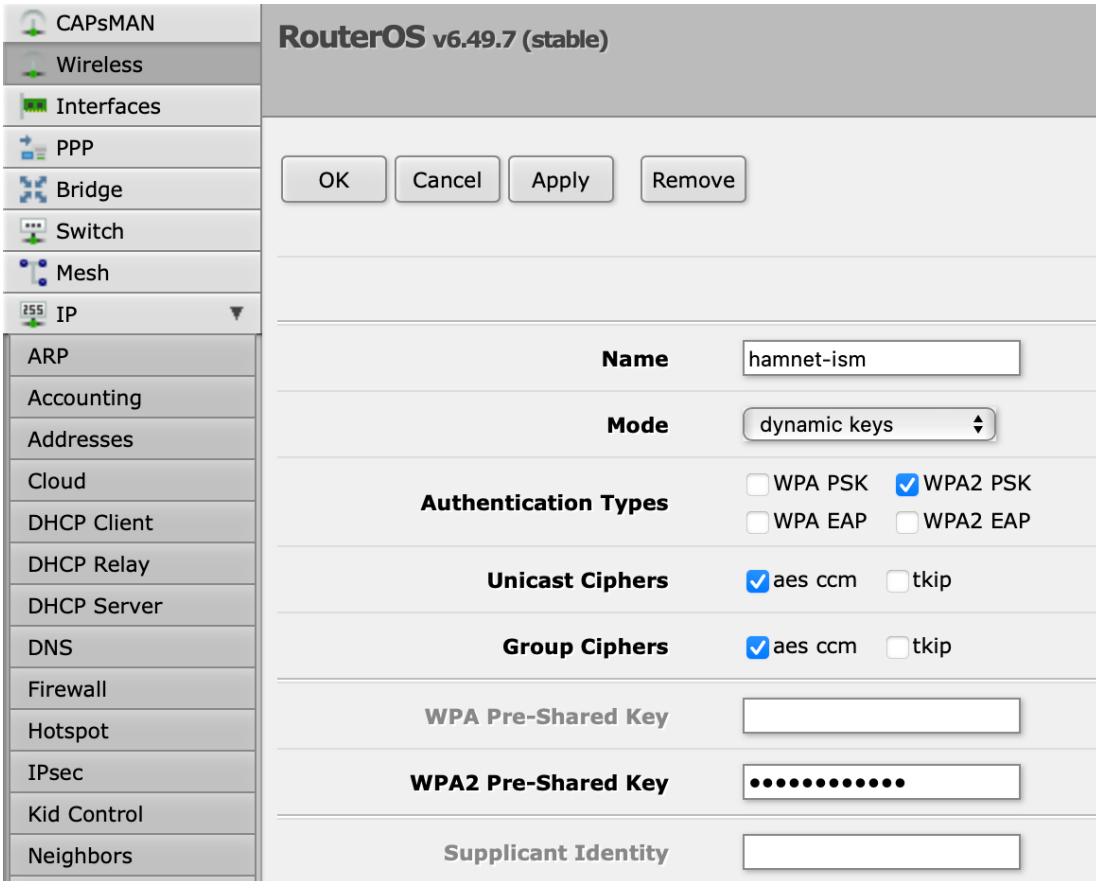 CAPsMAN
Wireless
Interfaces
PPP
Bridge
Switch
Mesh
255 IP ▼
ARP
Accounting
Addresses
Cloud
DHCP Client
DHCP Relay
DHCP Server
DNS
Firewall
Hotspot
IPsec
Kid Control
Neighbors
RouterOS v6.49.7 (stable)
OK Cancel Apply Remove
Name hamnet-ism
Mode dynamic keys
Authentication Types WPA PSK WPA2 PSK
WPA EAP WPA2 EAP
Unicast Ciphers aes ccm tkip
Group Ciphers aes ccm tkip
WPA Pre-Shared Key
WPA2 Pre-Shared Key ••••••••••••
Supplicant Identity